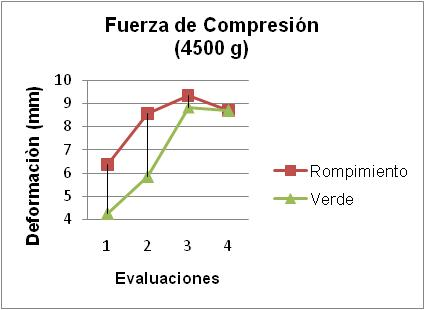 Fuerza de Compresión
(4500 g)
10
9
8
7
6
5
4
Deformaciòn (mm)
1 2 3 4
Evaluaciones
Rompimiento
Verde